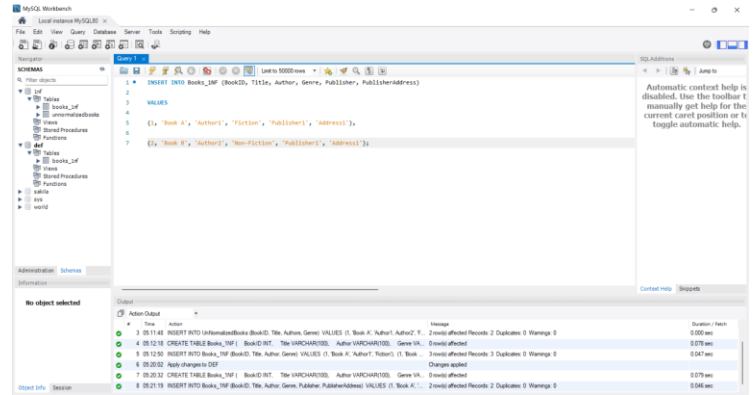 MySQL Workbench
Local instance MySQL80
File Edit View Query Database Server Tools Scripting Help
Navigator
SCHEMAS
Filter objects
1nf
Tables
books_1nf
unnormalizedbooks
Views
Stored Procedures
Functions
def
Tables
books_1nf
Views
Stored Procedures
Functions
sakila
sys
world
Administration Schemas
Information
No object selected
Object Info Session
Query 1
Limit to 50000 rows
1 INSERT INTO Books_1NF (BookID, Title, Author, Genre, Publisher, PublisherAddress)
2
3 VALUES
4
5 (1, 'Book A', 'Author1', 'Fiction', 'Publisher1', 'Address1'),
6
7 (2, 'Book B', 'Author2', 'Non-Fiction', 'Publisher1', 'Address1');
SQLAdditions
Jump to
Automatic context help is
disabled. Use the toolbar t
manually get help for the
current caret position or to
toggle automatic help.
Context Help Snippets
Output
Action Output
# Time Action Message Duration / Fetch
3 05:11:48 INSERT INTO UnNormalizedBooks (BookID, Title, Authors, Genre) VALUES (1, 'Book A', 'Author1, Author2', 'F... 2 row(s) affected Records: 2 Duplicates: 0 Warnings: 0 0.000 sec
4 05:12:18 CREATE TABLE Books_1NF ( BookID INT, Title VARCHAR(100), Author VARCHAR(100), Genre VA... 0 row(s) affected 0.078 sec
5 05:12:50 INSERT INTO Books_1NF (BookID, Title, Author, Genre) VALUES (1, 'Book A', 'Author1', 'Fiction'), (1, 'Book ... 3 row(s) affected Records: 3 Duplicates: 0 Warnings: 0 0.047 sec
6 05:20:02 Apply changes to DEF Changes applied
7 05:20:32 CREATE TABLE Books_1NF ( BookID INT, Title VARCHAR(100), Author VARCHAR(100), Genre VA... 0 row(s) affected 0.079 sec
8 05:21:19 INSERT INTO Books_1NF (BookID, Title, Author, Genre, Publisher, PublisherAddress) VALUES (1, 'Book A', '... 2 row(s) affected Records: 2 Duplicates: 0 Warnings: 0 0.046 sec